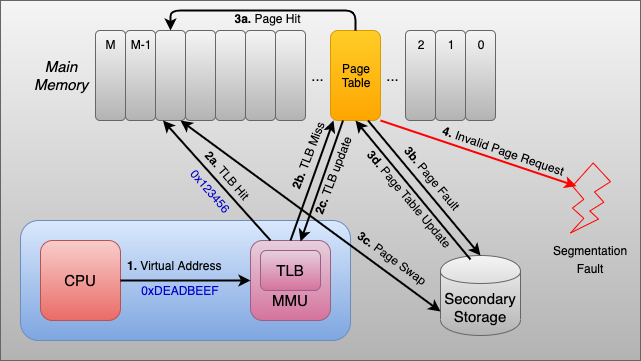 3a. Page Hit
M
M-1
2
1
0
Main
Memory
...
Page
Table
...
2a. TLB Hit
0x123456
2b. TLB Miss
2c. TLB update
3b. Page Fault
3d. Page Table Update
3c. Page Swap
4. Invalid Page Request
Segmentation
Fault
CPU
1. Virtual Address
0xDEADBEEF
TLB
MMU
Secondary
Storage